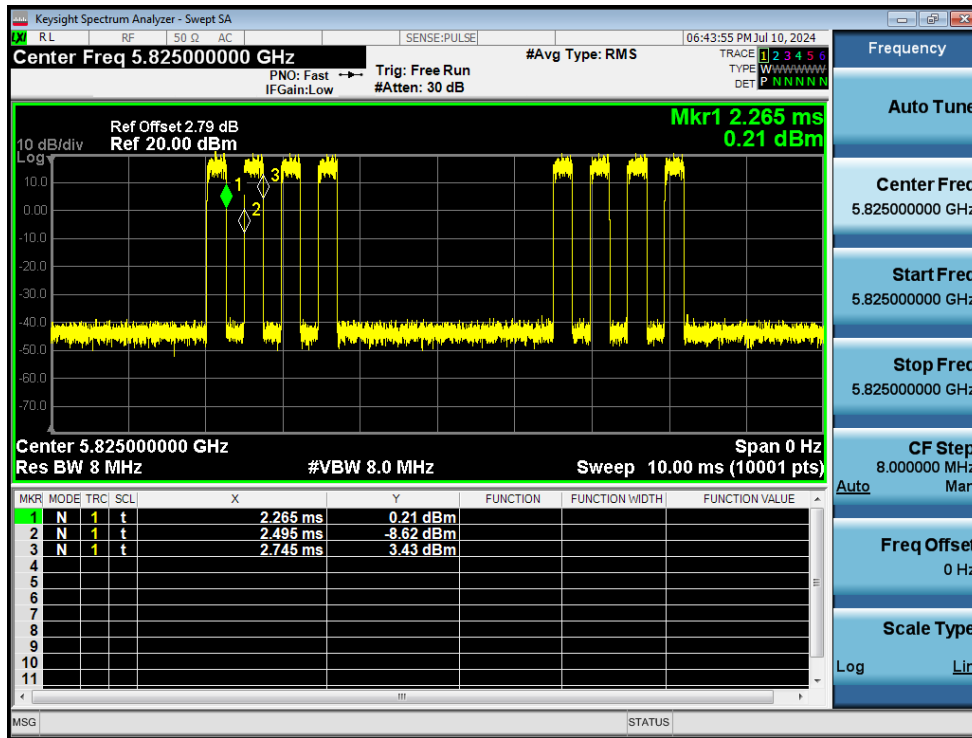 Keysight Spectrum Analyzer - Swept SA
LXI RL RF 50 Ω AC SENSE:PULSE 06:43:55 PM Jul 10, 2024
Center Freq 5.825000000 GHz
PNO: Fast
IFGain:Low
Trig: Free Run
#Atten: 30 dB
#Avg Type: RMS
TRACE 1 2 3 4 5 6
TYPE WWWWWW
DET P N N N N N
Mkr1 2.265 ms
0.21 dBm
Ref Offset 2.79 dB
10 dB/div Ref 20.00 dBm
Log
10.0
0.00
-10.0
-20.0
-30.0
-40.0
-50.0
-60.0
-70.0
1
2
3
Center 5.825000000 GHz Span 0 Hz
Res BW 8 MHz #VBW 8.0 MHz Sweep 10.00 ms (10001 pts)
MKR MODE TRC SCL X Y FUNCTION FUNCTION WIDTH FUNCTION VALUE
1 N 1 t 2.265 ms 0.21 dBm
2 N 1 t 2.495 ms -8.62 dBm
3 N 1 t 2.745 ms 3.43 dBm
4
5
6
7
8
9
10
11
MSG STATUS
Frequency
Auto Tune
Center Freq
5.825000000 GHz
Start Freq
5.825000000 GHz
Stop Freq
5.825000000 GHz
CF Step
8.000000 MHz
Auto Man
Freq Offset
0 Hz
Scale Type
Log Lin